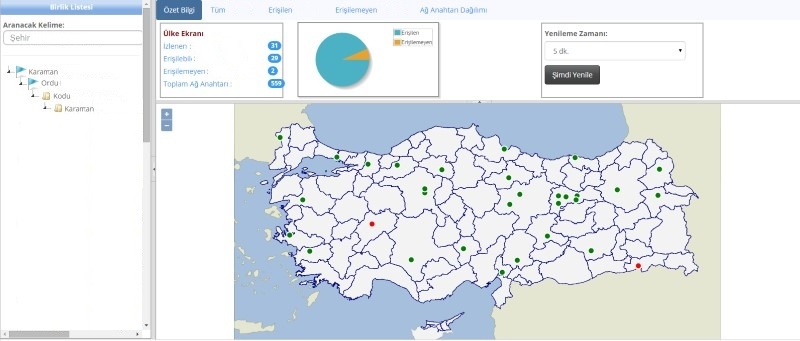 Birlik Listesi
Aranacak Kelime:
Şehir
Karaman
Ordu
Kodu
Karaman
Özet Bilgi
Tüm
Erişilen
Erişilemeyen
Ağ Anahtarı Dağılımı
Ülke Ekranı
İzlenen :
31
Erişilebili :
29
Erişilemeyen :
2
Toplam Ağ Anahtarı :
559
Erişilen
Erişilemeyen
Yenileme Zamanı:
5 dk.
Şimdi Yenile
+
−